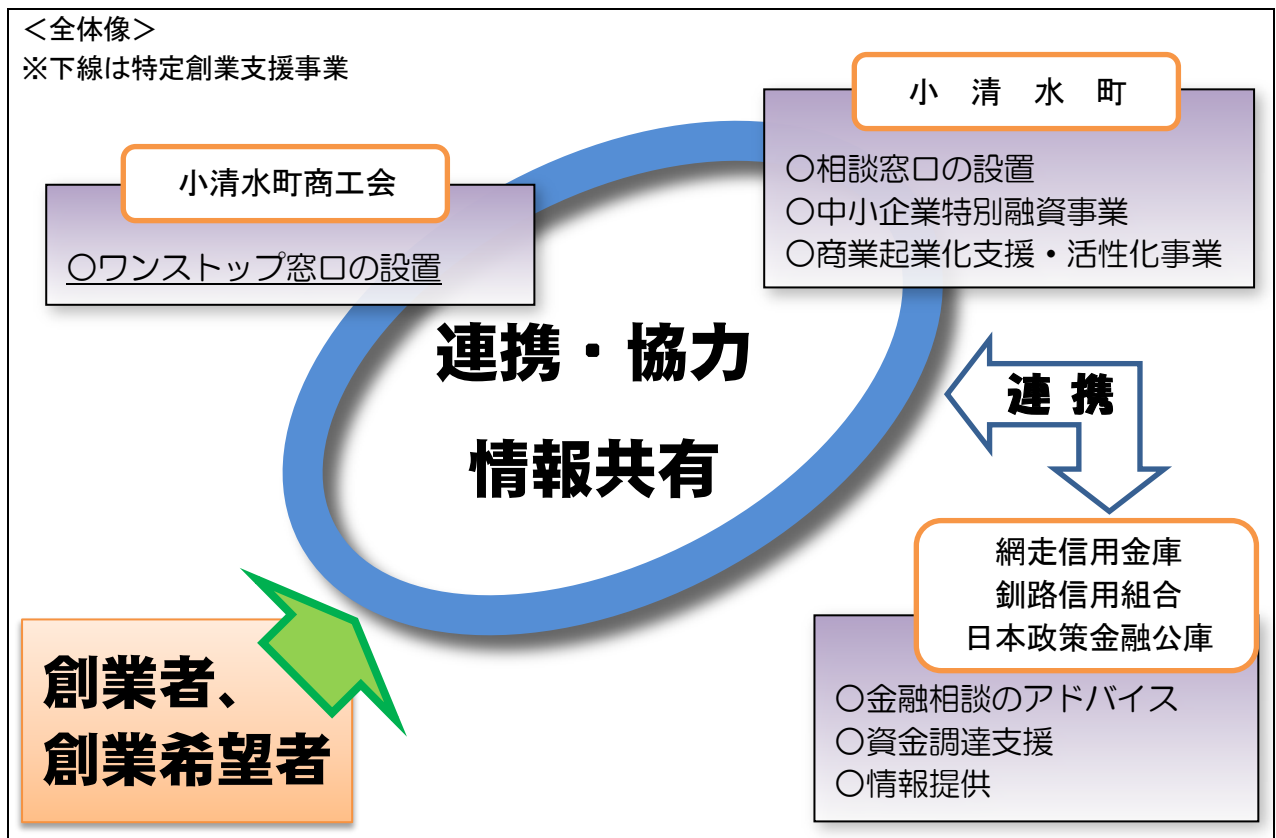 <全体像>
※下線は特定創業支援事業
小清水町
〇相談窓口の設置
〇中小企業特別融資事業
〇商業起業化支援・活性化事業
小清水町商工会
〇ワンストップ窓口の設置
連携・協力
情報共有
連携
網走信用金庫
釧路信用組合
日本政策金融公庫
〇金融相談のアドバイス
〇資金調達支援
〇情報提供
創業者、
創業希望者